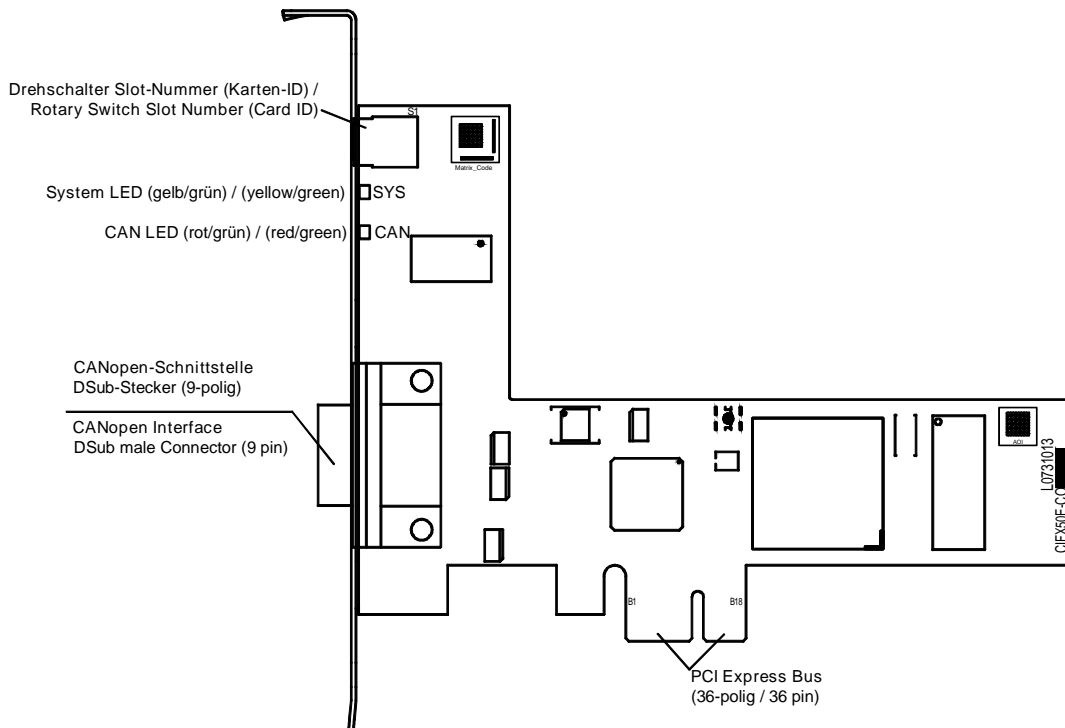 Drehschalter Slot-Nummer (Karten-ID) /
Rotary Switch Slot Number (Card ID)
S1
Matrix_Code
System LED (gelb/grün) / (yellow/green)
SYS
CAN LED (rot/grün) / (red/green)
CAN
CANopen-Schnittstelle
DSub-Stecker (9-polig)
CANopen Interface
DSub male Connector (9 pin)
AOI
L0731013
CIFX50E-CO
B1
B18
PCI Express Bus
(36-polig / 36 pin)